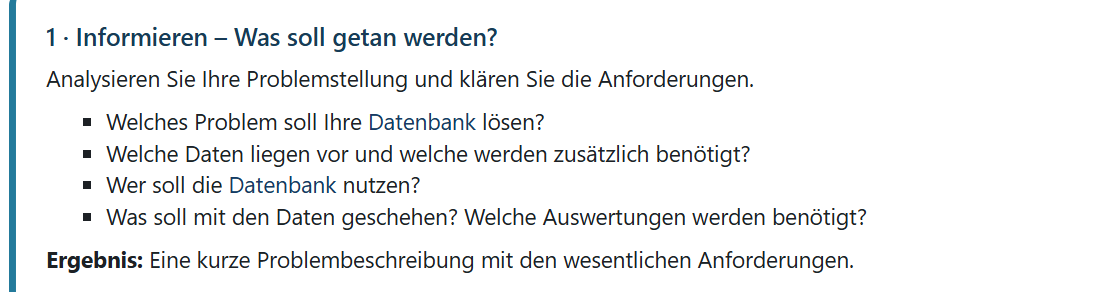 1 · Informieren – Was soll getan werden?
Analysieren Sie Ihre Problemstellung und klären Sie die Anforderungen.
▪ Welches Problem soll Ihre Datenbank lösen?
▪ Welche Daten liegen vor und welche werden zusätzlich benötigt?
▪ Wer soll die Datenbank nutzen?
▪ Was soll mit den Daten geschehen? Welche Auswertungen werden benötigt?
Ergebnis: Eine kurze Problembeschreibung mit den wesentlichen Anforderungen.